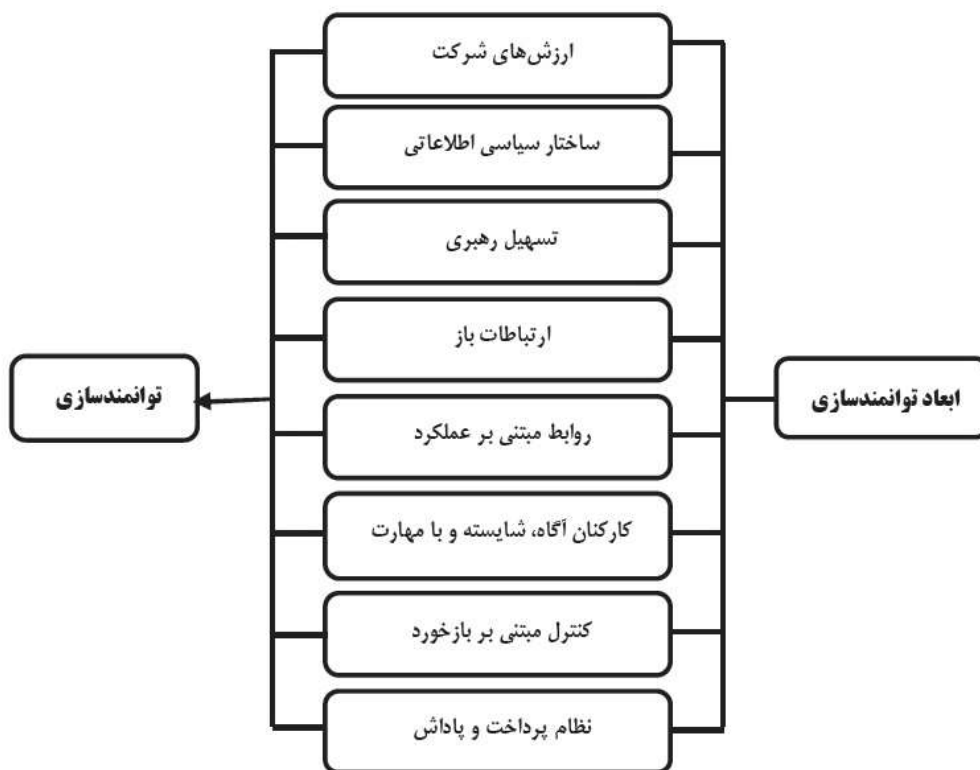 ارزش‌های شرکت
ساختار سیاسی اطلاعاتی
تسهیل رهبری
ارتباطات باز
ابعاد توانمندسازی
توانمندسازی
روابط مبتنی بر عملکرد
کارکنان آگاه، شایسته و با مهارت
کنترل مبتنی بر بازخورد
نظام پرداخت و پاداش